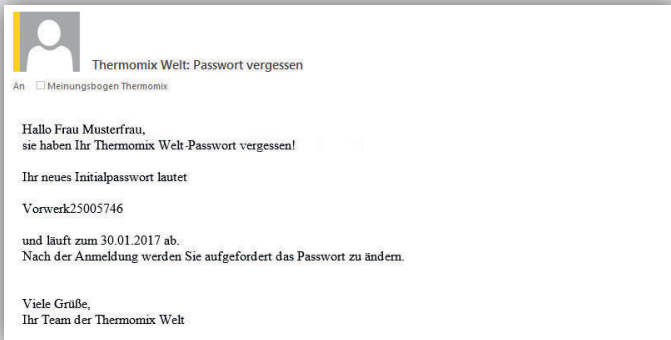 Thermomix Welt: Passwort vergessen
An Meinungsbogen Thermomix
Hallo Frau Musterfrau,
sie haben Ihr Thermomix Welt-Passwort vergessen!
Ihr neues Initialpasswort lautet
Vorwerk25005746
und läuft zum 30.01.2017 ab.
Nach der Anmeldung werden Sie aufgefordert das Passwort zu ändern.
Viele Grüße,
Ihr Team der Thermomix Welt